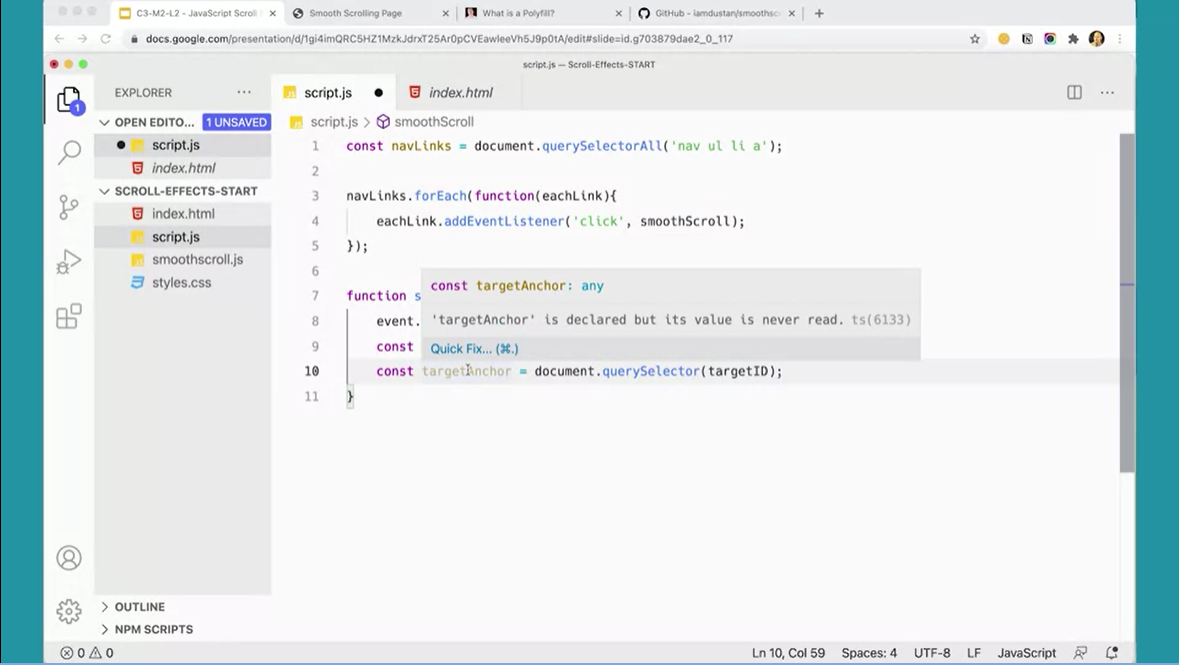 C3-M2-L2 - JavaScript Scroll
Smooth Scrolling Page
What is a Polyfill?
GitHub - iamdustan/smoothsc
docs.google.com/presentation/d/1gi4imQRC5HZ1MzkJdrxT25Ar0pCVEawleeVh5J9p0tA/edit#slide=id.g703879dae2_0_117
script.js — Scroll-Effects-START
EXPLORER
script.js
index.html
OPEN EDITO... 1 UNSAVED
script.js > smoothScroll
script.js
index.html
SCROLL-EFFECTS-START
index.html
script.js
smoothscroll.js
styles.css
1 const navLinks = document.querySelectorAll('nav ul li a');
2
3 navLinks.forEach(function(eachLink){
4 eachLink.addEventListener('click', smoothScroll);
5 });
6
7 function s
8 event.
9 const
10 const targetAnchor = document.querySelector(targetID);
11 }
const targetAnchor: any
'targetAnchor' is declared but its value is never read. ts(6133)
Quick Fix... (⌘.)
1
OUTLINE
NPM SCRIPTS
0 0
Ln 10, Col 59 Spaces: 4 UTF-8 LF JavaScript